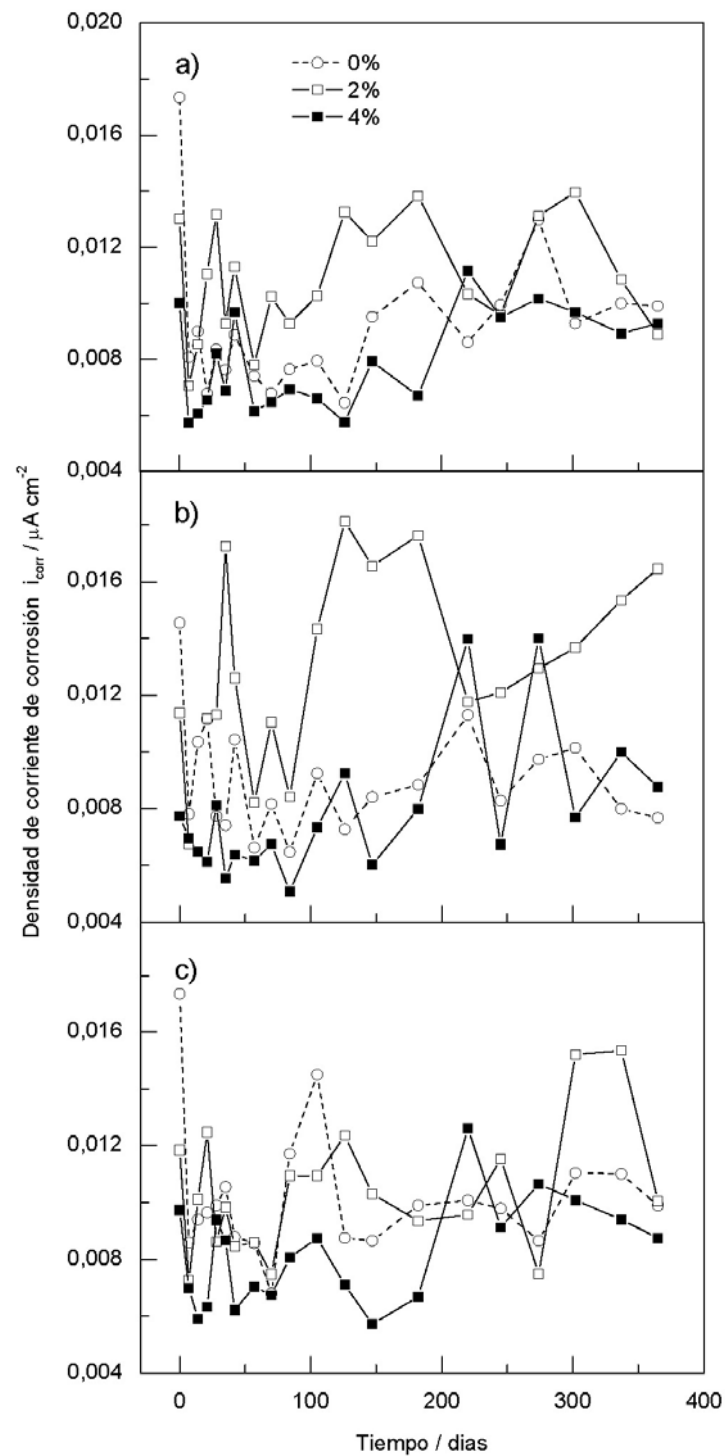 0,020
a)
0%
2%
4%
0,016
0,012
0,008
0,004
b)
0,016
0,012
0,008
0,004
c)
0,016
0,012
0,008
0,004
Densidad de corriente de corrosión i_corr / µA cm⁻²
0 100 200 300 400
Tiempo / dias